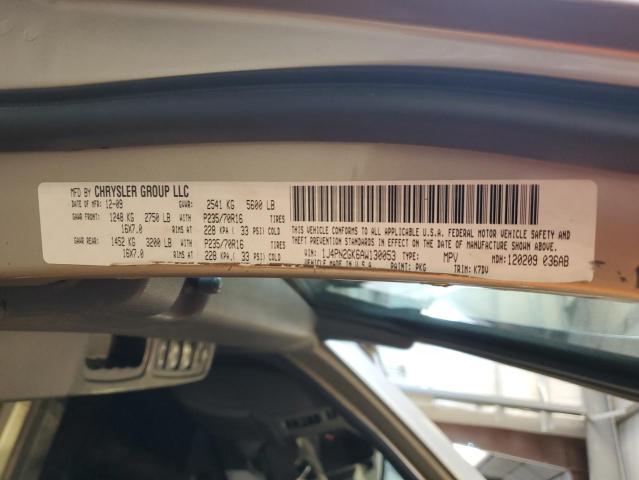 MFD BY CHRYSLER GROUP LLC
DATE OF MFR 12-09 GVWR: 2541 KG 5600 LB
GAWR FRONT: 1248 KG 2750 LB WITH P235/70R16 TIRES
16X7.0 RIMS AT 228 KPA,( 33 PSI) COLD
GAWR REAR: 1452 KG 3200 LB WITH P235/70R16 TIRES
16X7.0 RIMS AT 228 KPA,( 33 PSI) COLD
THIS VEHICLE CONFORMS TO ALL APPLICABLE U.S.A. FEDERAL MOTOR VEHICLE SAFETY AND
THEFT PREVENTION STANDARDS IN EFFECT ON THE DATE OF MANUFACTURE SHOWN ABOVE.
VIN: 1J4PN2GK6AW130053 TYPE: MPV MDH:120209 036AB
VEHICLE MADE IN U.S.A. PAINT: PKG TRIM: K7DV